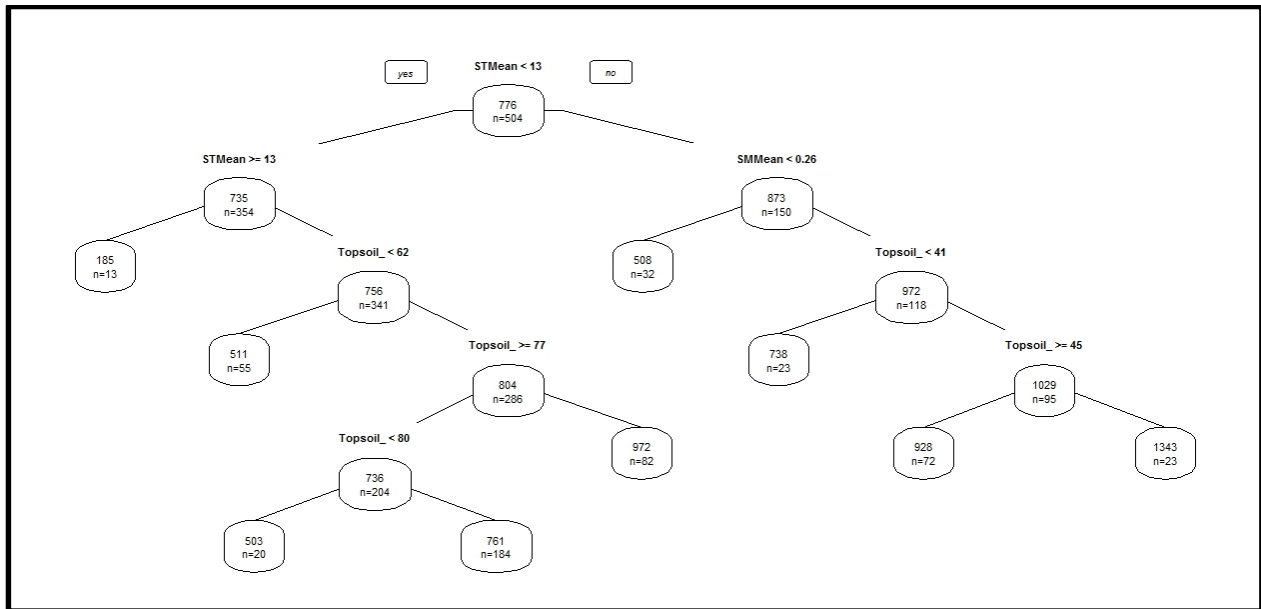 STMean < 13
yes
no
776
n=504
STMean >= 13
SMMean < 0.26
735
n=354
873
n=150
185
n=13
Topsoil_ < 62
508
n=32
Topsoil_ < 41
756
n=341
972
n=118
511
n=55
Topsoil_ >= 77
738
n=23
Topsoil_ >= 45
804
n=286
1029
n=95
Topsoil_ < 80
972
n=82
928
n=72
1343
n=23
736
n=204
503
n=20
761
n=184